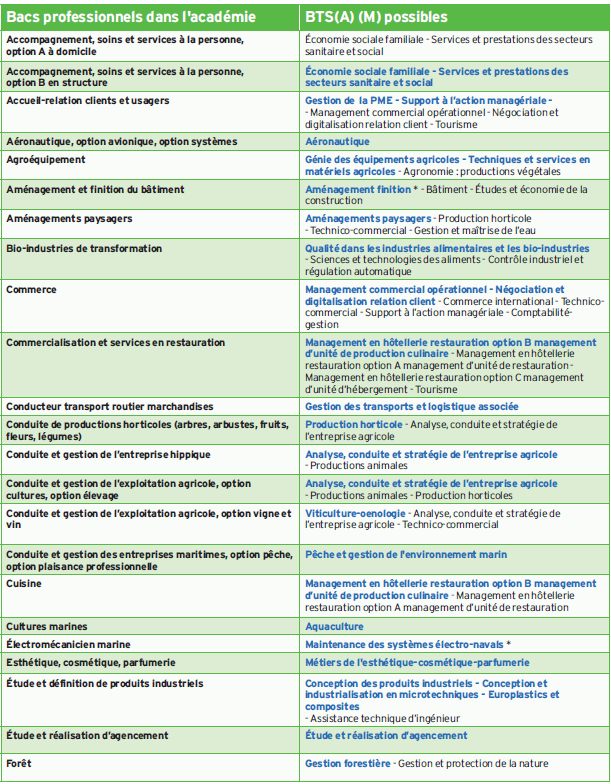 Bacs professionnels dans l'académie
BTS(A) (M) possibles
Accompagnement, soins et services à la personne,
option A à domicile
Économie sociale familiale - Services et prestations des secteurs
sanitaire et social
Accompagnement, soins et services à la personne,
option B en structure
Économie sociale familiale - Services et prestations des
secteurs sanitaire et social
Accueil-relation clients et usagers
Gestion de la PME - Support à l'action managériale -
- Management commercial opérationnel - Négociation et
digitalisation relation client - Tourisme
Aéronautique, option avionique, option systèmes
Aéronautique
Agroéquipement
Génie des équipements agricoles - Techniques et services en
matériels agricoles - Agronomie : productions végétales
Aménagement et finition du bâtiment
Aménagement finition * - Bâtiment - Études et économie de la
construction
Aménagements paysagers
Aménagements paysagers - Production horticole
- Technico-commercial - Gestion et maîtrise de l'eau
Bio-industries de transformation
Qualité dans les industries alimentaires et les bio-industries
- Sciences et technologies des aliments - Contrôle industriel et
régulation automatique
Commerce
Management commercial opérationnel - Négociation et
digitalisation relation client - Commerce international - Technico-
commercial - Support à l'action managériale - Comptabilité-
gestion
Commercialisation et services en restauration
Management en hôtellerie restauration option B management
d'unité de production culinaire - Management en hôtellerie
restauration option A management d'unité de restauration -
Management en hôtellerie restauration option C management
d'unité d'hébergement - Tourisme
Conducteur transport routier marchandises
Gestion des transports et logistique associée
Conduite de productions horticoles (arbres, arbustes, fruits,
fleurs, légumes)
Production horticole - Analyse, conduite et stratégie de
l'entreprise agricole
Conduite et gestion de l'entreprise hippique
Analyse, conduite et stratégie de l'entreprise agricole
- Productions animales
Conduite et gestion de l'exploitation agricole, option
cultures, option élevage
Analyse, conduite et stratégie de l'entreprise agricole
- Productions animales - Production horticoles
Conduite et gestion de l'exploitation agricole, option vigne et
vin
Viticulture-oenologie - Analyse, conduite et stratégie de
l'entreprise agricole - Technico-commercial
Conduite et gestion des entreprises maritimes, option pêche,
option plaisance professionnelle
Pêche et gestion de l'environnement marin
Cuisine
Management en hôtellerie restauration option B management
d'unité de production culinaire - Management en hôtellerie
restauration option A management d'unité de restauration
Cultures marines
Aquaculture
Électromécanicien marine
Maintenance des systèmes électro-navals *
Esthétique, cosmétique, parfumerie
Métiers de l'esthétique-cosmétique-parfumerie
Étude et définition de produits industriels
Conception des produits industriels - Conception et
industrialisation en microtechniques - Europlastics et
composites
- Assistance technique d'ingénieur
Étude et réalisation d'agencement
Étude et réalisation d'agencement
Forêt
Gestion forestière - Gestion et protection de la nature